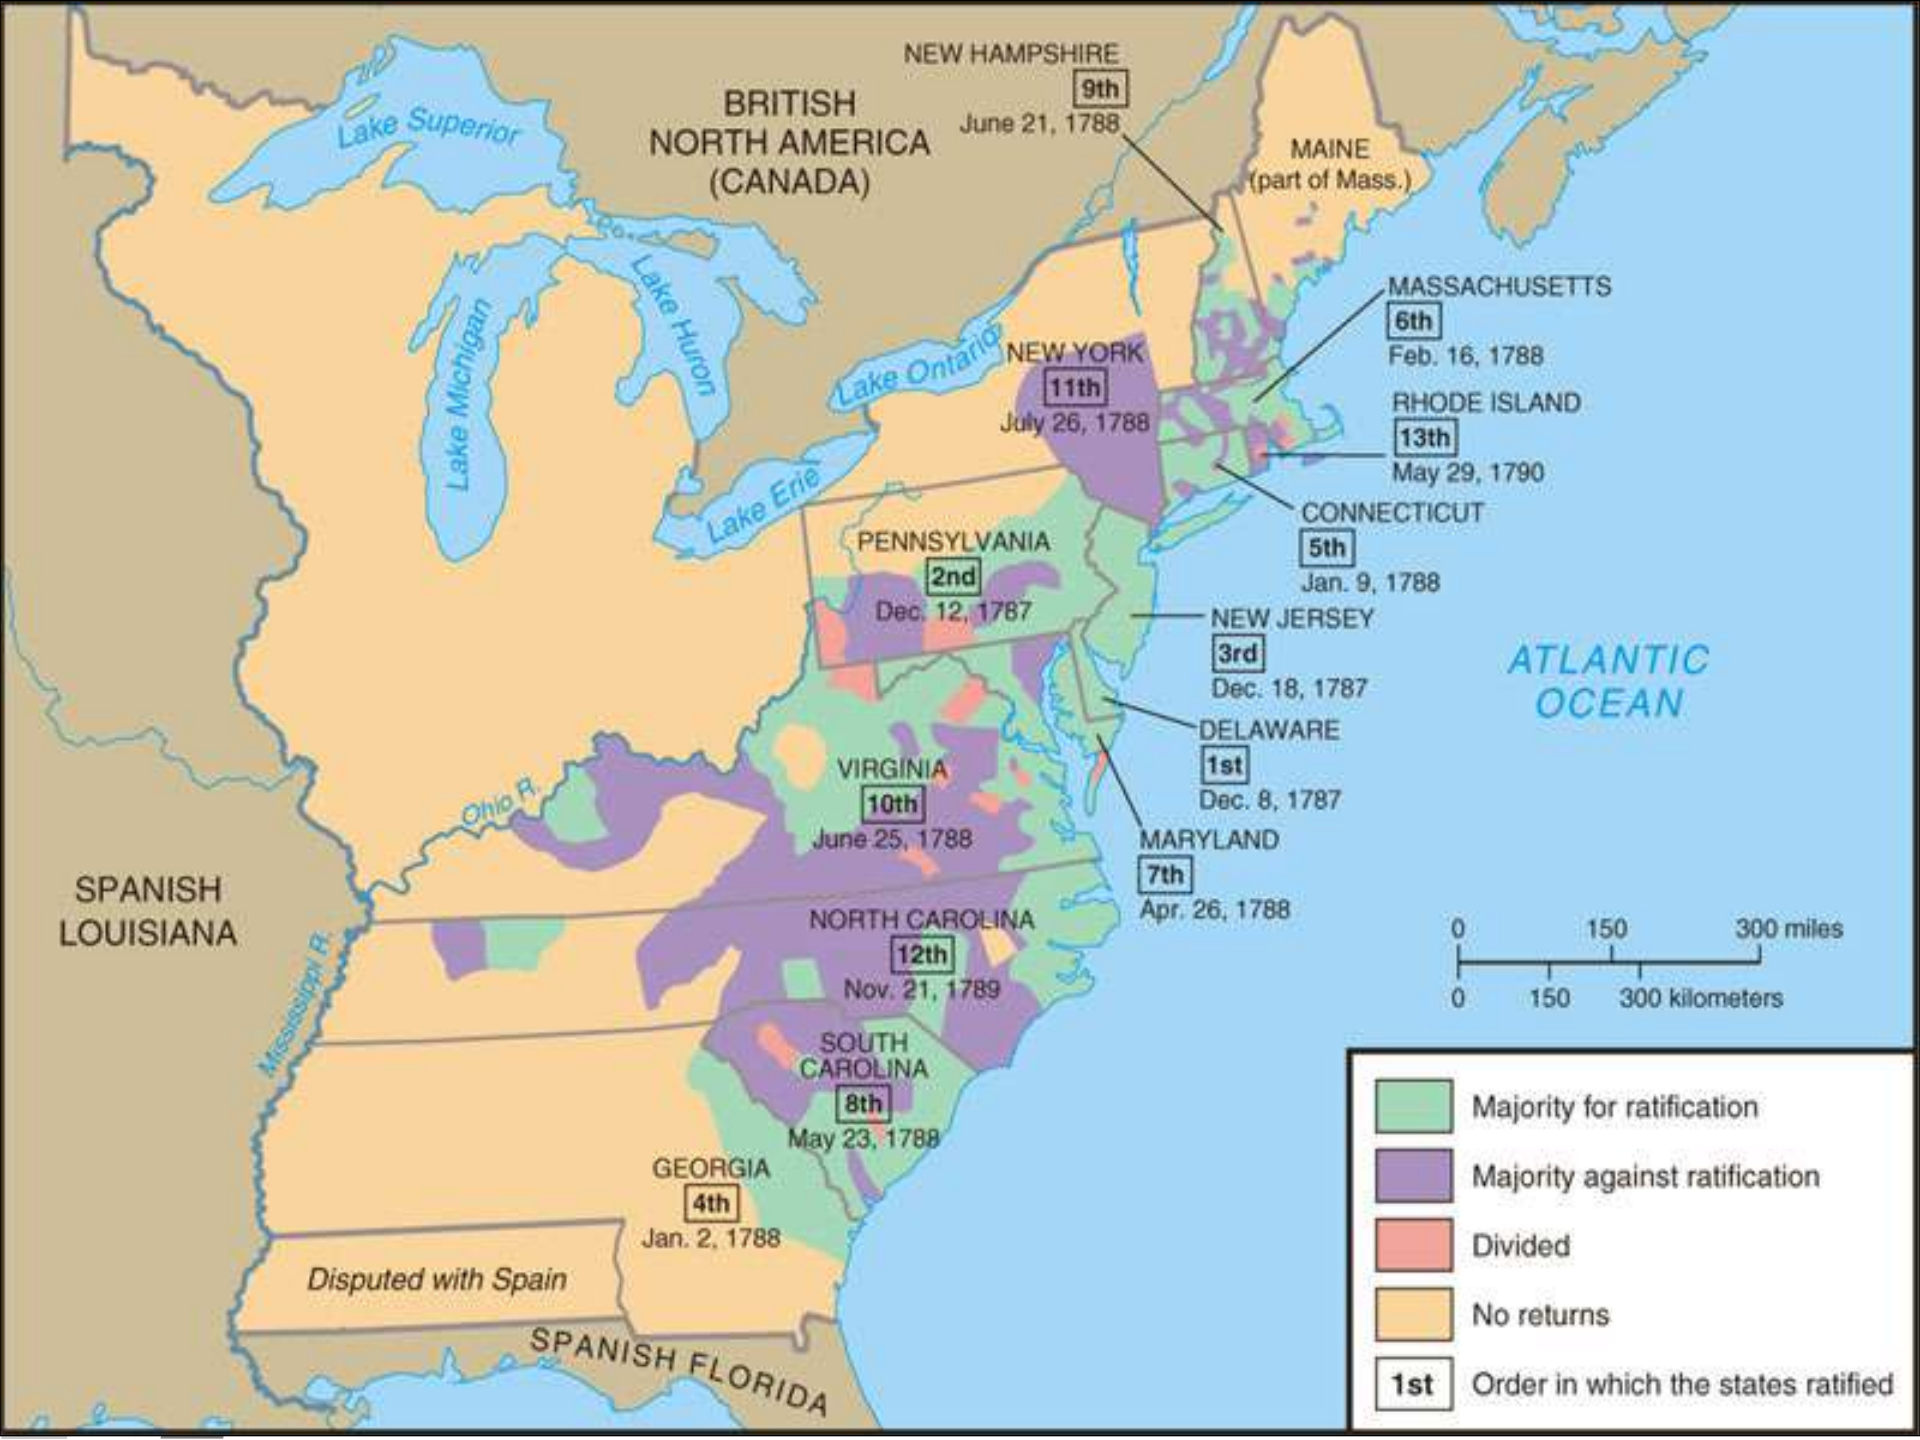 NEW HAMPSHIRE
9th
June 21, 1788
BRITISH
NORTH AMERICA
(CANADA)
MAINE
(part of Mass.)
Lake Superior
Lake Michigan
Lake Huron
Lake Ontario
Lake Erie
NEW YORK
11th
July 26, 1788
MASSACHUSETTS
6th
Feb. 16, 1788
RHODE ISLAND
13th
May 29, 1790
CONNECTICUT
5th
Jan. 9, 1788
PENNSYLVANIA
2nd
Dec. 12, 1787
NEW JERSEY
3rd
Dec. 18, 1787
DELAWARE
1st
Dec. 8, 1787
MARYLAND
7th
Apr. 26, 1788
ATLANTIC
OCEAN
VIRGINIA
10th
June 25, 1788
Ohio R.
SPANISH
LOUISIANA
Mississippi R.
NORTH CAROLINA
12th
Nov. 21, 1789
SOUTH
CAROLINA
8th
May 23, 1788
GEORGIA
4th
Jan. 2, 1788
Disputed with Spain
SPANISH FLORIDA
0 150 300 miles
0 150 300 kilometers
Majority for ratification
Majority against ratification
Divided
No returns
1st Order in which the states ratified